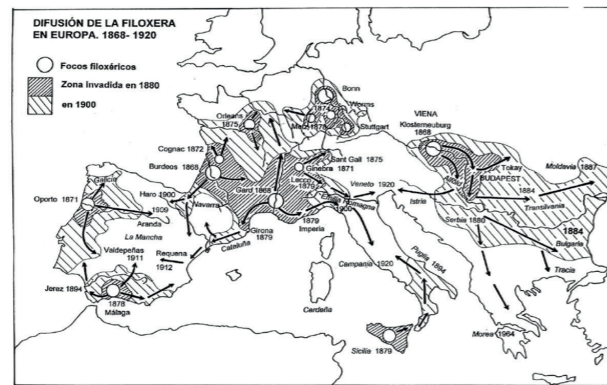 DIFUSIÓN DE LA FILOXERA
EN EUROPA. 1868- 1920
Focos filoxéricos
Zona invadida en 1880
en 1900
Bonn
1874
Worms
Stuttgart
Orleans
1875
VIENA
Klosterneuburg
1868
Cognac 1872
Burdeos 1868
Sant Gall 1875
Ginebra 1871
Lecco
1879
Tokay
BUDAPEST
Moldavia 1887
1884
Transilvania
Galicia
Oporto 1871
Haro 1900
1909
Aranda
Navarra
Gard 1868
Veneto 1920
Istria
Emilia Romagna
1900
1879
Imperia
Serbia 1880
1884
Bulgaria
La Mancha
Girona
1879
Cataluña
Valdepeñas
1911
Requena
1912
Tracia
Campania 1920
Puglia 1884
Jerez 1894
1878
Málaga
Cerdeña
Sicilia 1879
Morea 1964